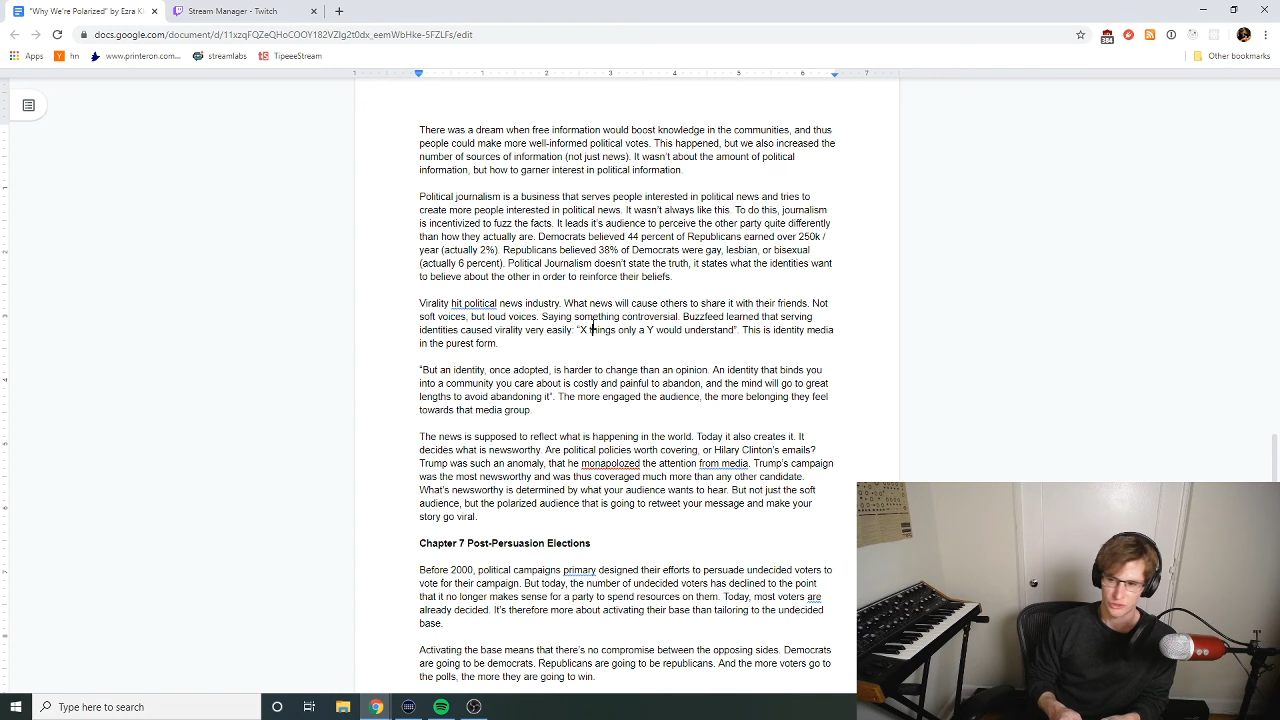 "Why We're Polarized" by Ezra Kl
Stream Manager - Twitch
docs.google.com/document/d/11xzqFQZeQHoCOOY182VZIg2t0dx_eemWbHke-5FZLFs/edit
384
Apps
hn
www.printeron.com...
streamlabs
TipeeeStream
Other bookmarks
1 1 2 3 4 5 6 7
There was a dream when free information would boost knowledge in the communities, and thus
people could make more well-informed political votes. This happened, but we also increased the
number of sources of information (not just news). It wasn't about the amount of political
information, but how to garner interest in political information.
Political journalism is a business that serves people interested in political news and tries to
create more people interested in political news. It wasn't always like this. To do this, journalism
is incentivized to fuzz the facts. It leads it's audience to perceive the other party quite differently
than how they actually are. Democrats believed 44 percent of Republicans earned over 250k /
year (actually 2%). Republicans believed 38% of Democrats were gay, lesbian, or bisexual
(actually 6 percent). Political Journalism doesn't state the truth, it states what the identities want
to believe about the other in order to reinforce their beliefs.
Virality hit political news industry. What news will cause others to share it with their friends. Not
soft voices, but loud voices. Saying something controversial. Buzzfeed learned that serving
identities caused virality very easily: "X things only a Y would understand". This is identity media
in the purest form.
"But an identity, once adopted, is harder to change than an opinion. An identity that binds you
into a community you care about is costly and painful to abandon, and the mind will go to great
lengths to avoid abandoning it". The more engaged the audience, the more belonging they feel
towards that media group.
The news is supposed to reflect what is happening in the world. Today it also creates it. It
decides what is newsworthy. Are political policies worth covering, or Hilary Clinton's emails?
Trump was such an anomaly, that he monapolozed the attention from media. Trump's campaign
was the most newsworthy and was thus coveraged much more than any other candidate.
What's newsworthy is determined by what your audience wants to hear. But not just the soft
audience, but the polarized audience that is going to retweet your message and make your
story go viral.
Chapter 7 Post-Persuasion Elections
Before 2000, political campaigns primary designed their efforts to persuade undecided voters to
vote for their campaign. But today, the number of undecided voters has declined to the point
that it no longer makes sense for a party to spend resources on them. Today, most voters are
already decided. It's therefore more about activating their base than tailoring to the undecided
base.
Activating the base means that there's no compromise between the opposing sides. Democrats
are going to be democrats. Republicans are going to be republicans. And the more voters go to
the polls, the more they are going to win.
Type here to search